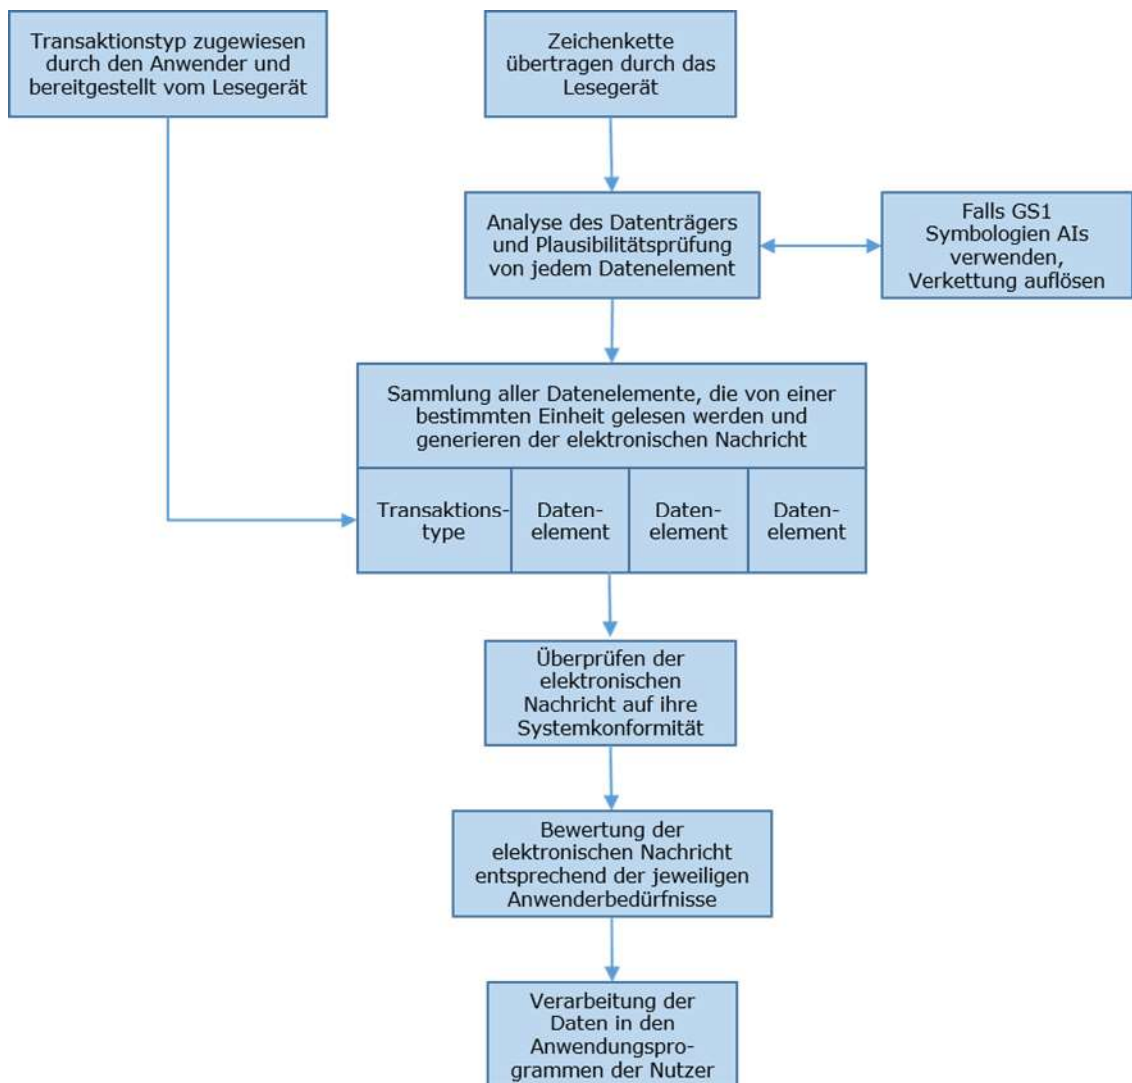 Transaktionstyp zugewiesen
durch den Anwender und
bereitgestellt vom Lesegerät
Zeichenkette
übertragen durch das
Lesegerät
Analyse des Datenträgers
und Plausibilitätsprüfung
von jedem Datenelement
Falls GS1
Symbologien AIs
verwenden,
Verkettung auflösen
Sammlung aller Datenelemente, die von einer
bestimmten Einheit gelesen werden und
generieren der elektronischen Nachricht
Transaktions-
type
Daten-
element
Daten-
element
Daten-
element
Überprüfen der
elektronischen
Nachricht auf ihre
Systemkonformität
Bewertung der
elektronischen Nachricht
entsprechend der jeweiligen
Anwenderbedürfnisse
Verarbeitung der
Daten in den
Anwendungspro-
grammen der Nutzer